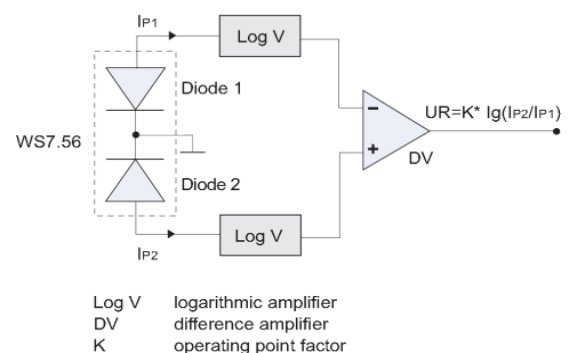 IP1
Log V
Diode 1
WS7.56
UR=K* lg(IP2/IP1)
DV
Diode 2
Log V
IP2
Log V logarithmic amplifier
DV difference amplifier
K operating point factor